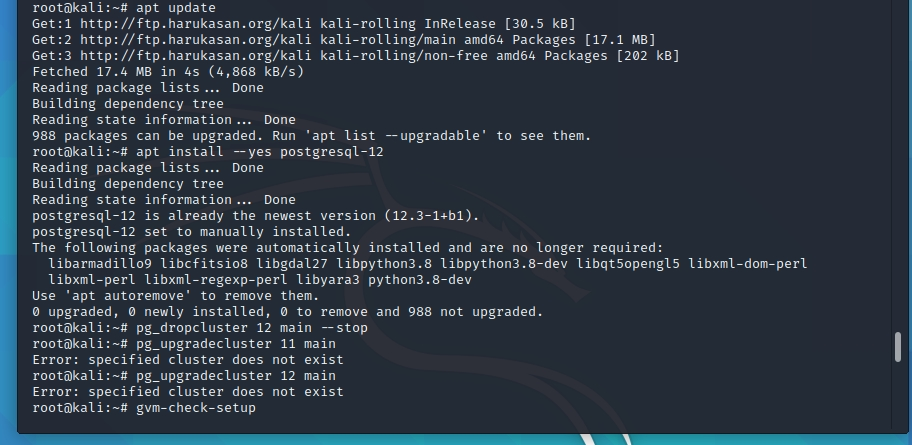 root@kali:~# apt update
Get:1 http://ftp.harukasan.org/kali kali-rolling InRelease [30.5 kB]
Get:2 http://ftp.harukasan.org/kali kali-rolling/main amd64 Packages [17.1 MB]
Get:3 http://ftp.harukasan.org/kali kali-rolling/non-free amd64 Packages [202 kB]
Fetched 17.4 MB in 4s (4,868 kB/s)
Reading package lists... Done
Building dependency tree
Reading state information... Done
988 packages can be upgraded. Run 'apt list --upgradable' to see them.
root@kali:~# apt install --yes postgresql-12
Reading package lists... Done
Building dependency tree
Reading state information... Done
postgresql-12 is already the newest version (12.3-1+b1).
postgresql-12 set to manually installed.
The following packages were automatically installed and are no longer required:
  libarmadillo9 libcfitsio8 libgdal27 libpython3.8 libpython3.8-dev libqt5opengl5 libxml-dom-perl
  libxml-perl libxml-regexp-perl libyara3 python3.8-dev
Use 'apt autoremove' to remove them.
0 upgraded, 0 newly installed, 0 to remove and 988 not upgraded.
root@kali:~# pg_dropcluster 12 main --stop
root@kali:~# pg_upgradecluster 11 main
Error: specified cluster does not exist
root@kali:~# pg_upgradecluster 12 main
Error: specified cluster does not exist
root@kali:~# gvm-check-setup